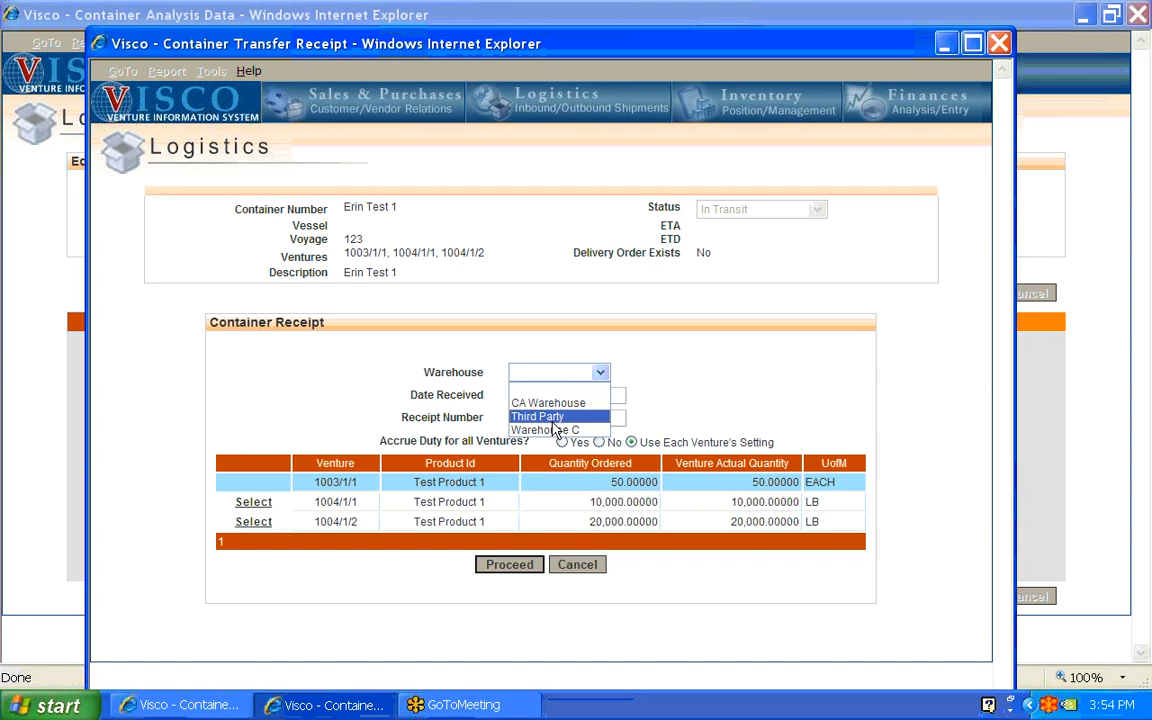 Visco - Container Analysis Data - Windows Internet Explorer
GoTo
Visco - Container Transfer Receipt - Windows Internet Explorer
GoTo Report Tools Help
VISCO
VENTURE INFORMATION SYSTEM
Sales & Purchases
Customer/Vendor Relations
Logistics
Inbound/Outbound Shipments
Inventory
Position/Management
Finances
Analysis/Entry
Logistics
Container Number Erin Test 1
Status In Transit
Vessel
ETA
Voyage 123
ETD
Ventures 1003/1/1, 1004/1/1, 1004/1/2
Delivery Order Exists No
Description Erin Test 1
Container Receipt
Warehouse
Date Received
CA Warehouse
Third Party
Receipt Number
Warehouse C
Accrue Duty for all Ventures? Yes No Use Each Venture's Setting
Venture Product Id Quantity Ordered Venture Actual Quantity UofM
1003/1/1 Test Product 1 50.00000 50.00000 EACH
Select 1004/1/1 Test Product 1 10,000.00000 10,000.00000 LB
Select 1004/1/2 Test Product 1 20,000.00000 20,000.00000 LB
1
Proceed Cancel
Done
100%
start
Visco - Containe...
Visco - Containe...
GoToMeeting
3:54 PM